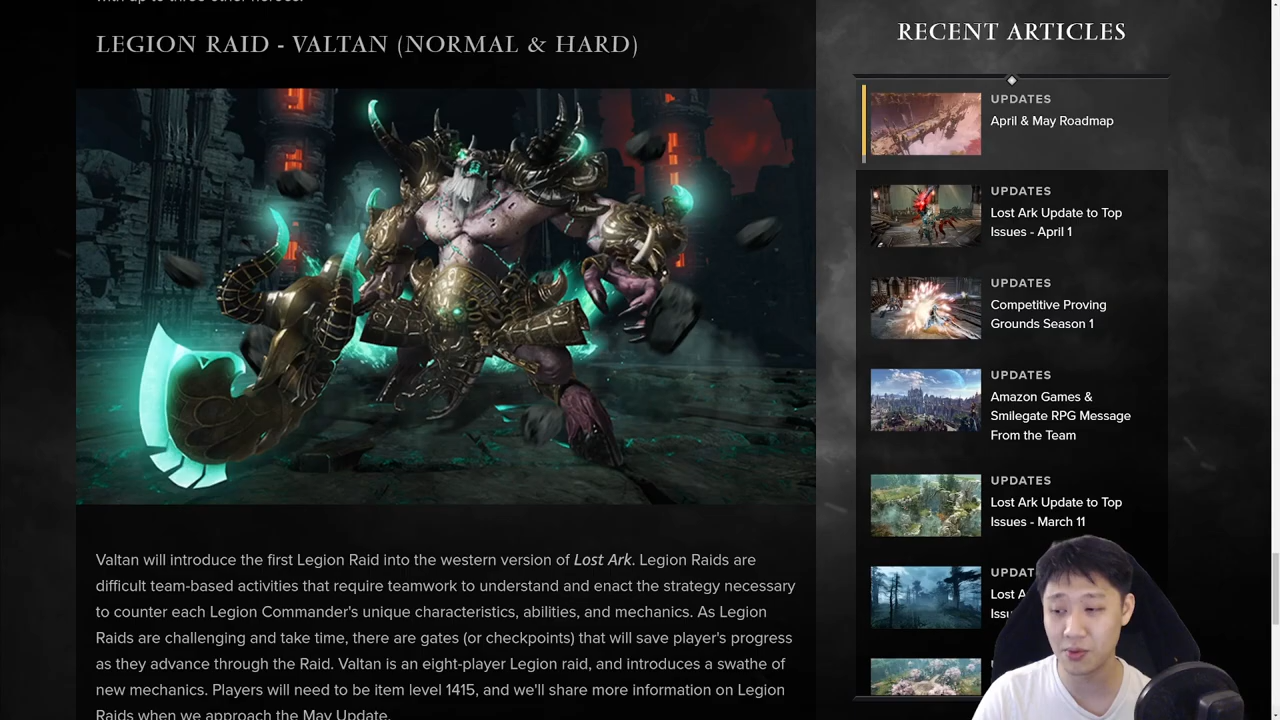 LEGION RAID - VALTAN (NORMAL & HARD)
Valtan will introduce the first Legion Raid into the western version of Lost Ark. Legion Raids are
difficult team-based activities that require teamwork to understand and enact the strategy necessary
to counter each Legion Commander's unique characteristics, abilities, and mechanics. As Legion
Raids are challenging and take time, there are gates (or checkpoints) that will save player's progress
as they advance through the Raid. Valtan is an eight-player Legion raid, and introduces a swathe of
new mechanics. Players will need to be item level 1415, and we'll share more information on Legion
Raids when we approach the May Update.
RECENT ARTICLES
UPDATES
April & May Roadmap
UPDATES
Lost Ark Update to Top
Issues - April 1
UPDATES
Competitive Proving
Grounds Season 1
UPDATES
Amazon Games &
Smilegate RPG Message
From the Team
UPDATES
Lost Ark Update to Top
Issues - March 11